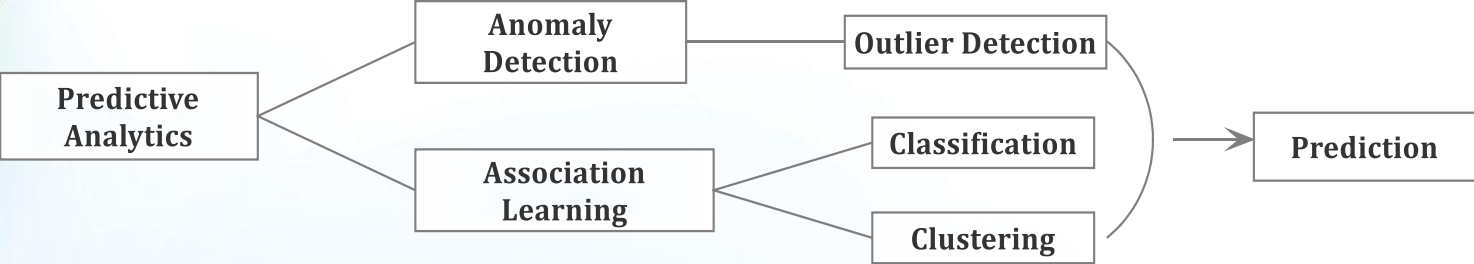 Predictive
Analytics
Anomaly
Detection
Association
Learning
Outlier Detection
Classification
Clustering
Prediction